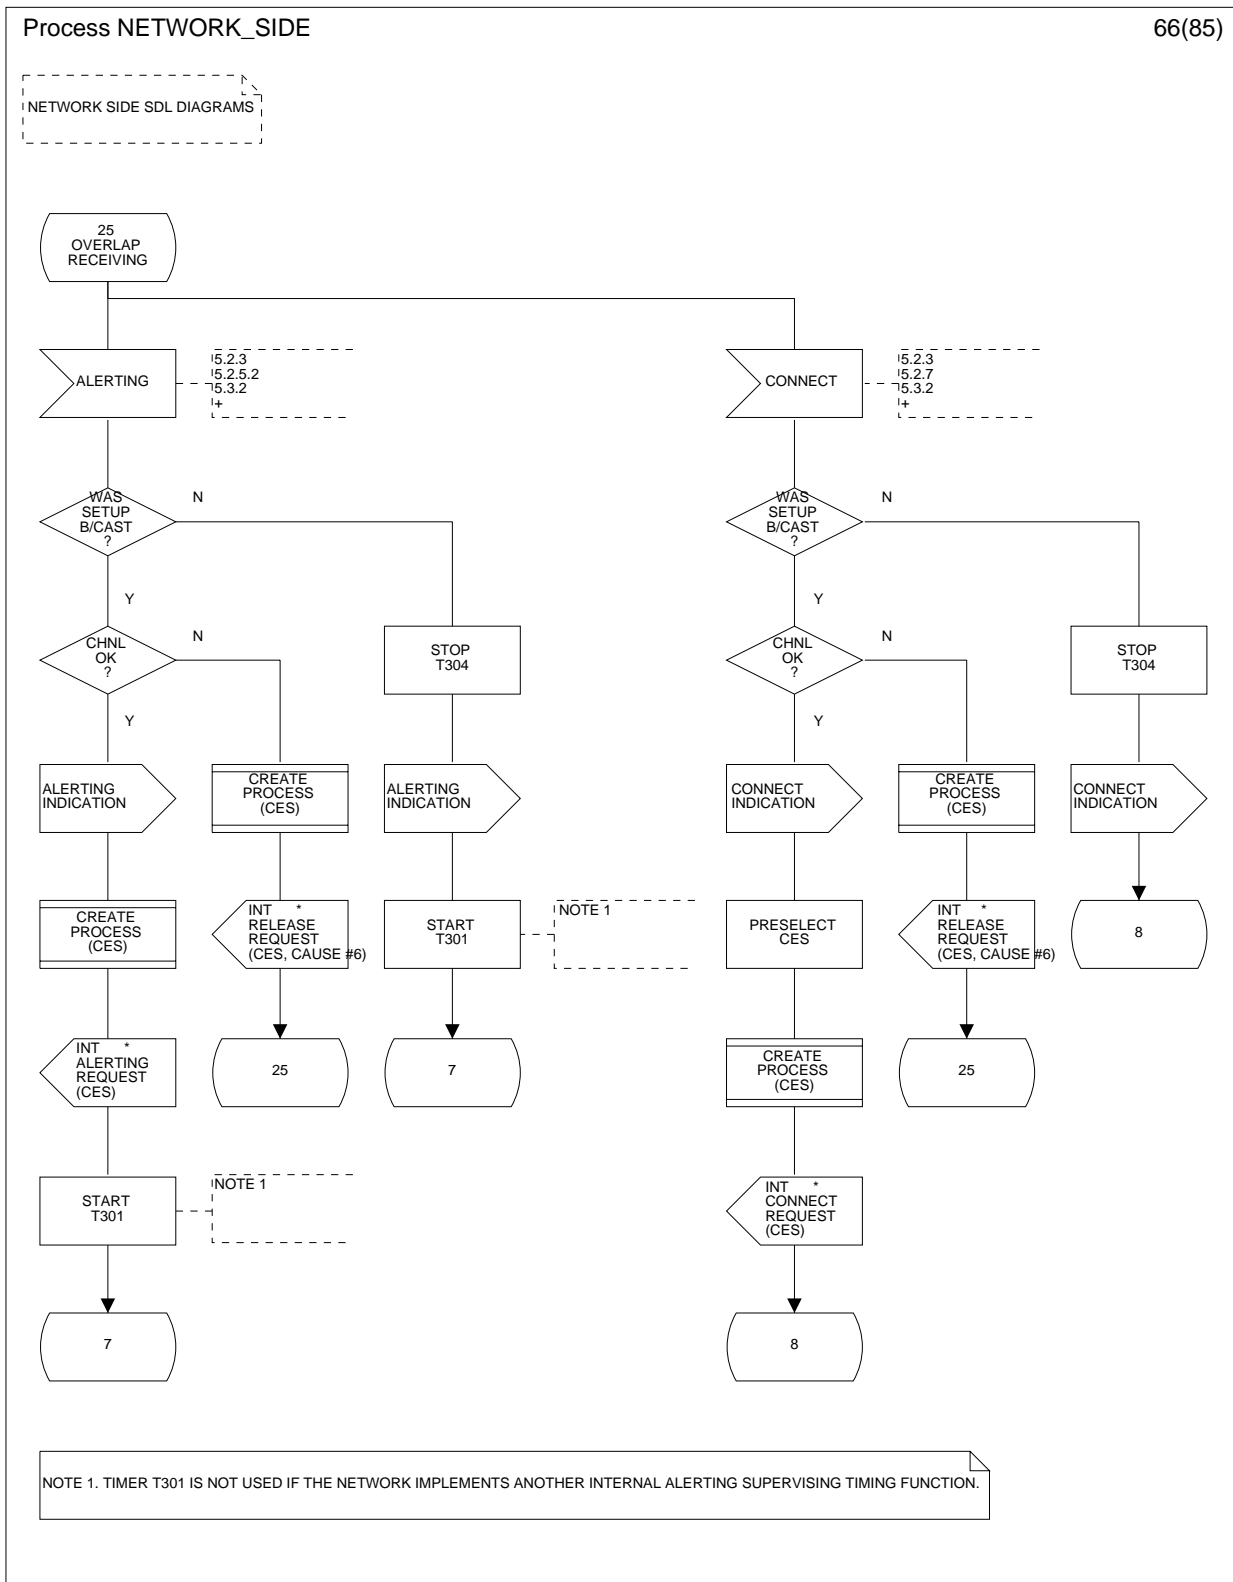 Process NETWORK_SIDE
66(85)
NETWORK SIDE SDL DIAGRAMS
25
OVERLAP
RECEIVING
ALERTING
5.2.3
5.2.5.2
5.3.2
+
CONNECT
5.2.3
5.2.7
5.3.2
+
WAS
SETUP
B/CAST
?
N
Y
WAS
SETUP
B/CAST
?
N
Y
CHNL
OK
?
N
Y
STOP
T304
CHNL
OK
?
N
Y
STOP
T304
ALERTING
INDICATION
CREATE
PROCESS
(CES)
ALERTING
INDICATION
CONNECT
INDICATION
CREATE
PROCESS
(CES)
CONNECT
INDICATION
CREATE
PROCESS
(CES)
INT *
RELEASE
REQUEST
(CES, CAUSE #6)
START
T301
NOTE 1
PRESELECT
CES
INT *
RELEASE
REQUEST
(CES, CAUSE #6)
8
INT *
ALERTING
REQUEST
(CES)
25
7
CREATE
PROCESS
(CES)
25
START
T301
NOTE 1
INT *
CONNECT
REQUEST
(CES)
7
8
NOTE 1. TIMER T301 IS NOT USED IF THE NETWORK IMPLEMENTS ANOTHER INTERNAL ALERTING SUPERVISING TIMING FUNCTION.